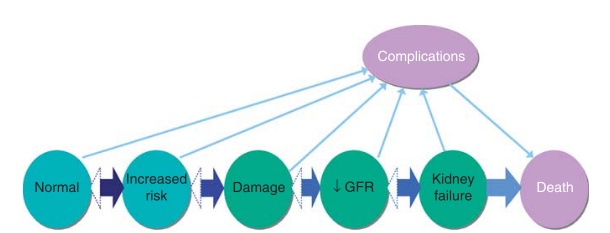 Complications
Normal
Increased
risk
Damage
↓ GFR
Kidney
failure
Death